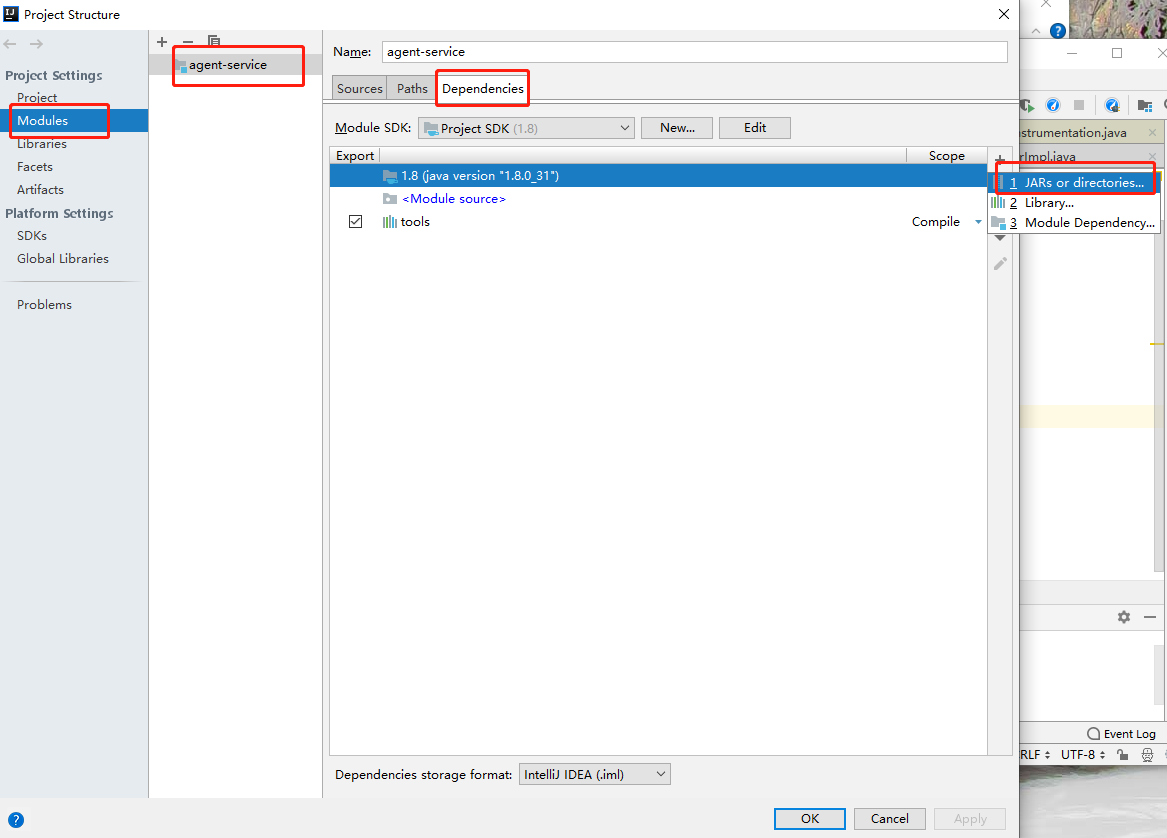 Project Structure
Project Settings
Project
Modules
Libraries
Facets
Artifacts
Platform Settings
SDKs
Global Libraries
Problems
agent-service
Name: agent-service
Sources Paths Dependencies
Module SDK: Project SDK (1.8) New... Edit
Export Scope
1.8 (java version "1.8.0_31")
<Module source>
tools Compile
1 JARs or directories...
2 Library...
3 Module Dependency...
Dependencies storage format: IntelliJ IDEA (.iml)
OK Cancel Apply
strumentation.java
rImpl.java
Event Log
RLF UTF-8